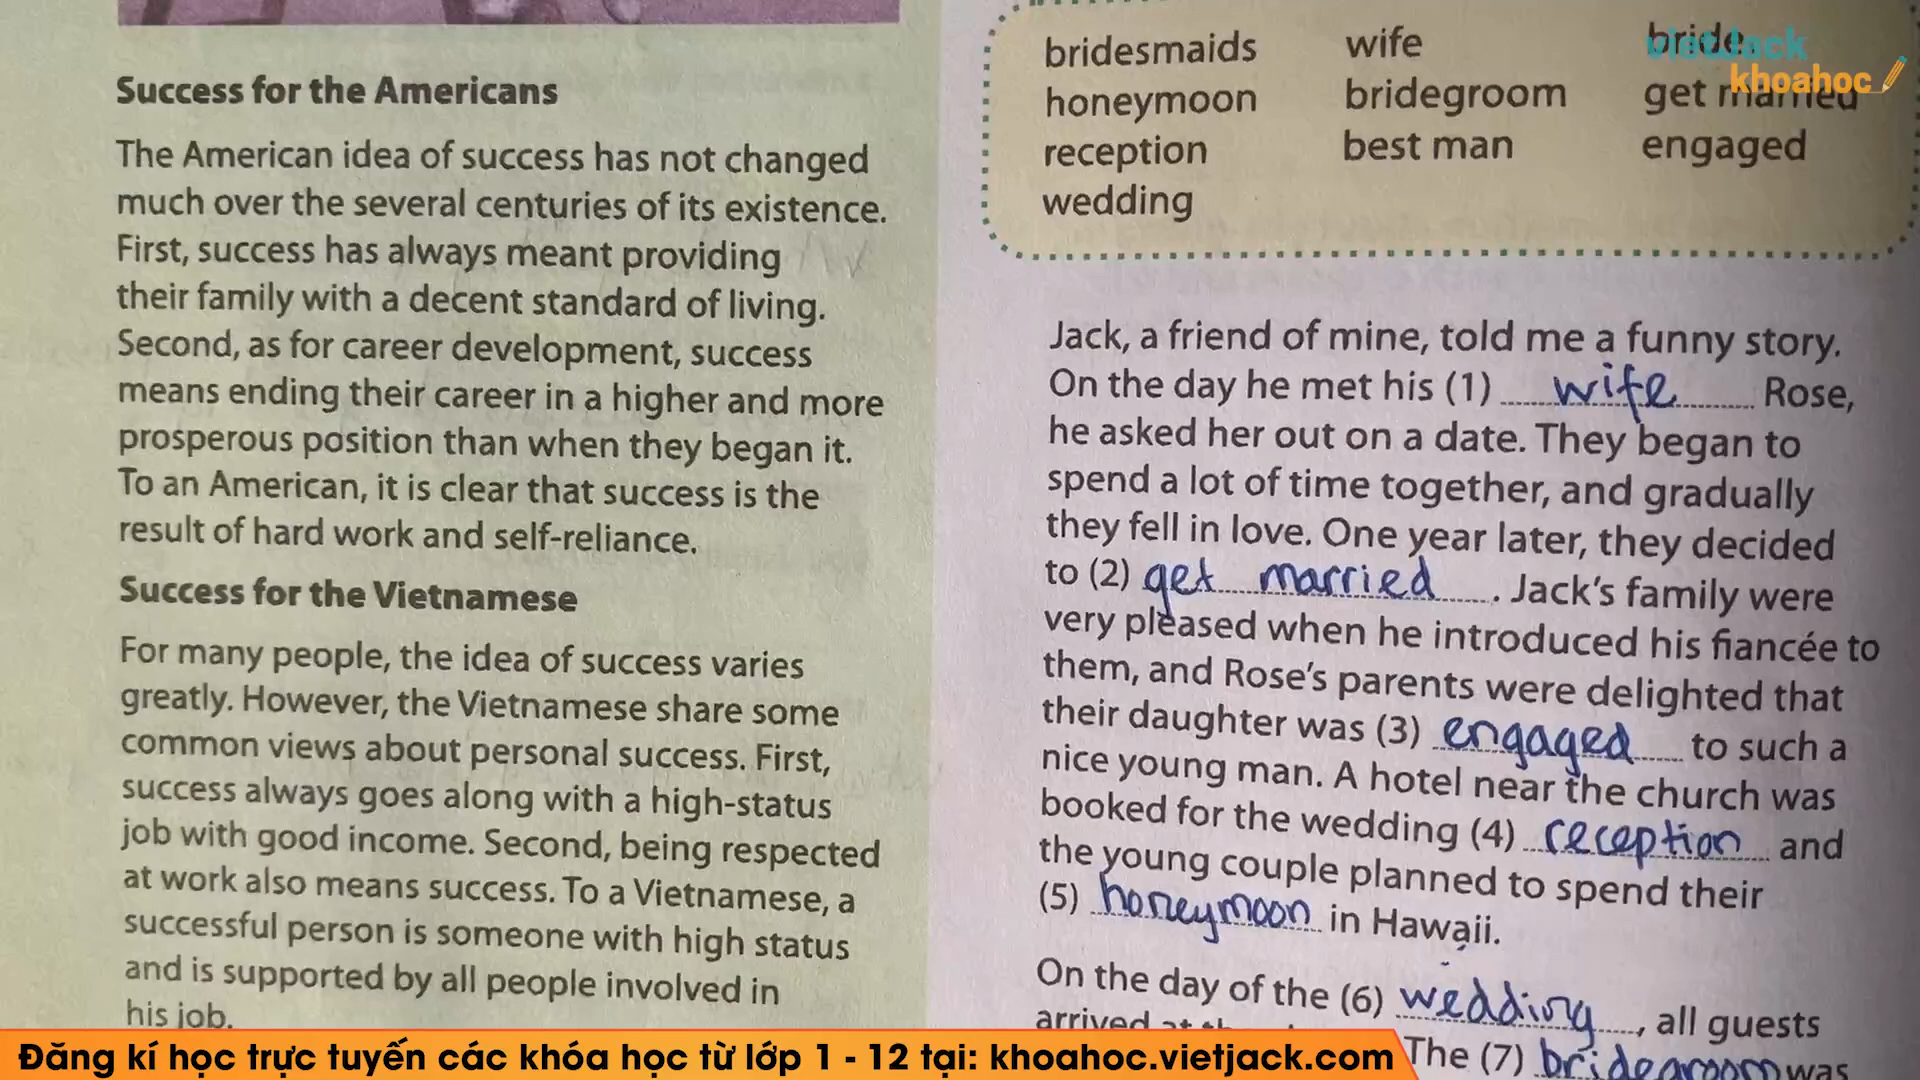 Success for the Americans
The American idea of success has not changed
much over the several centuries of its existence.
First, success has always meant providing
their family with a decent standard of living.
Second, as for career development, success
means ending their career in a higher and more
prosperous position than when they began it.
To an American, it is clear that success is the
result of hard work and self-reliance.
Success for the Vietnamese
For many people, the idea of success varies
greatly. However, the Vietnamese share some
common views about personal success. First,
success always goes along with a high-status
job with good income. Second, being respected
at work also means success. To a Vietnamese, a
successful person is someone with high status
and is supported by all people involved in
his job.
bridesmaids wife bride
honeymoon bridegroom get married
reception best man engaged
wedding
vietJack
khoahoc
Jack, a friend of mine, told me a funny story.
On the day he met his (1) wife Rose,
he asked her out on a date. They began to
spend a lot of time together, and gradually
they fell in love. One year later, they decided
to (2) get married. Jack's family were
very pleased when he introduced his fiancée to
them, and Rose's parents were delighted that
their daughter was (3) engaged to such a
nice young man. A hotel near the church was
booked for the wedding (4) reception and
the young couple planned to spend their
(5) honeymoon in Hawaii.
On the day of the (6) wedding, all guests
arrived at
The (7) bridegroom was
Đăng kí học trực tuyến các khóa học từ lớp 1 - 12 tại: khoahoc.vietjack.com